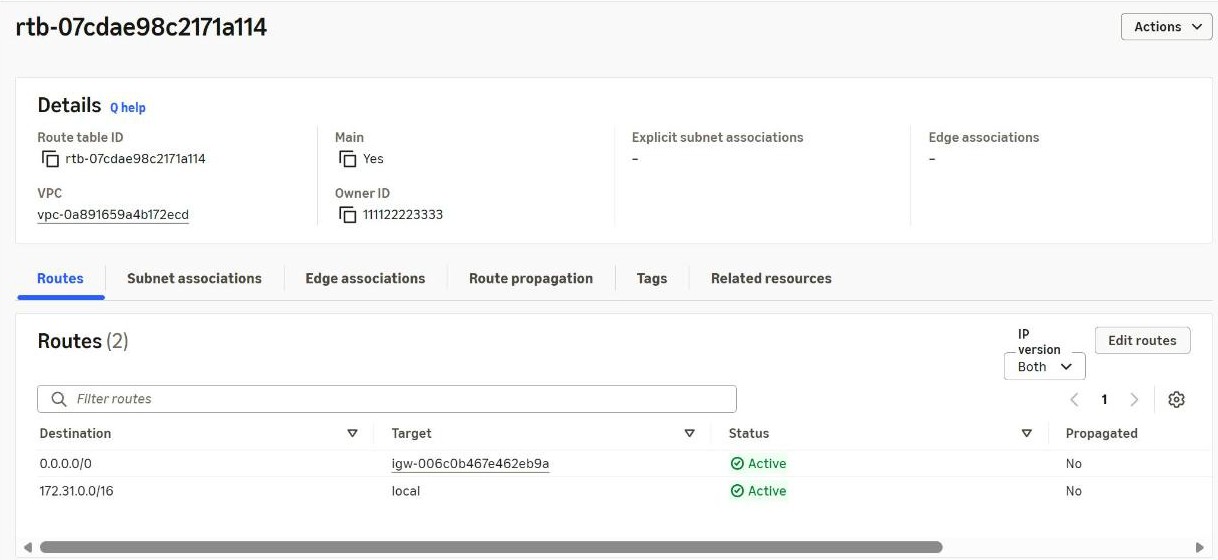 rtb-07cdae98c2171a114
Actions
Details Q help
Route table ID
rtb-07cdae98c2171a114
Main
Yes
Explicit subnet associations
–
Edge associations
–
VPC
vpc-0a891659a4b172ecd
Owner ID
111122223333
Routes Subnet associations Edge associations Route propagation Tags Related resources
Routes (2)
IP
version
Both
Edit routes
Filter routes
1
Destination Target Status Propagated
0.0.0.0/0 igw-006c0b467e462eb9a Active No
172.31.0.0/16 local Active No